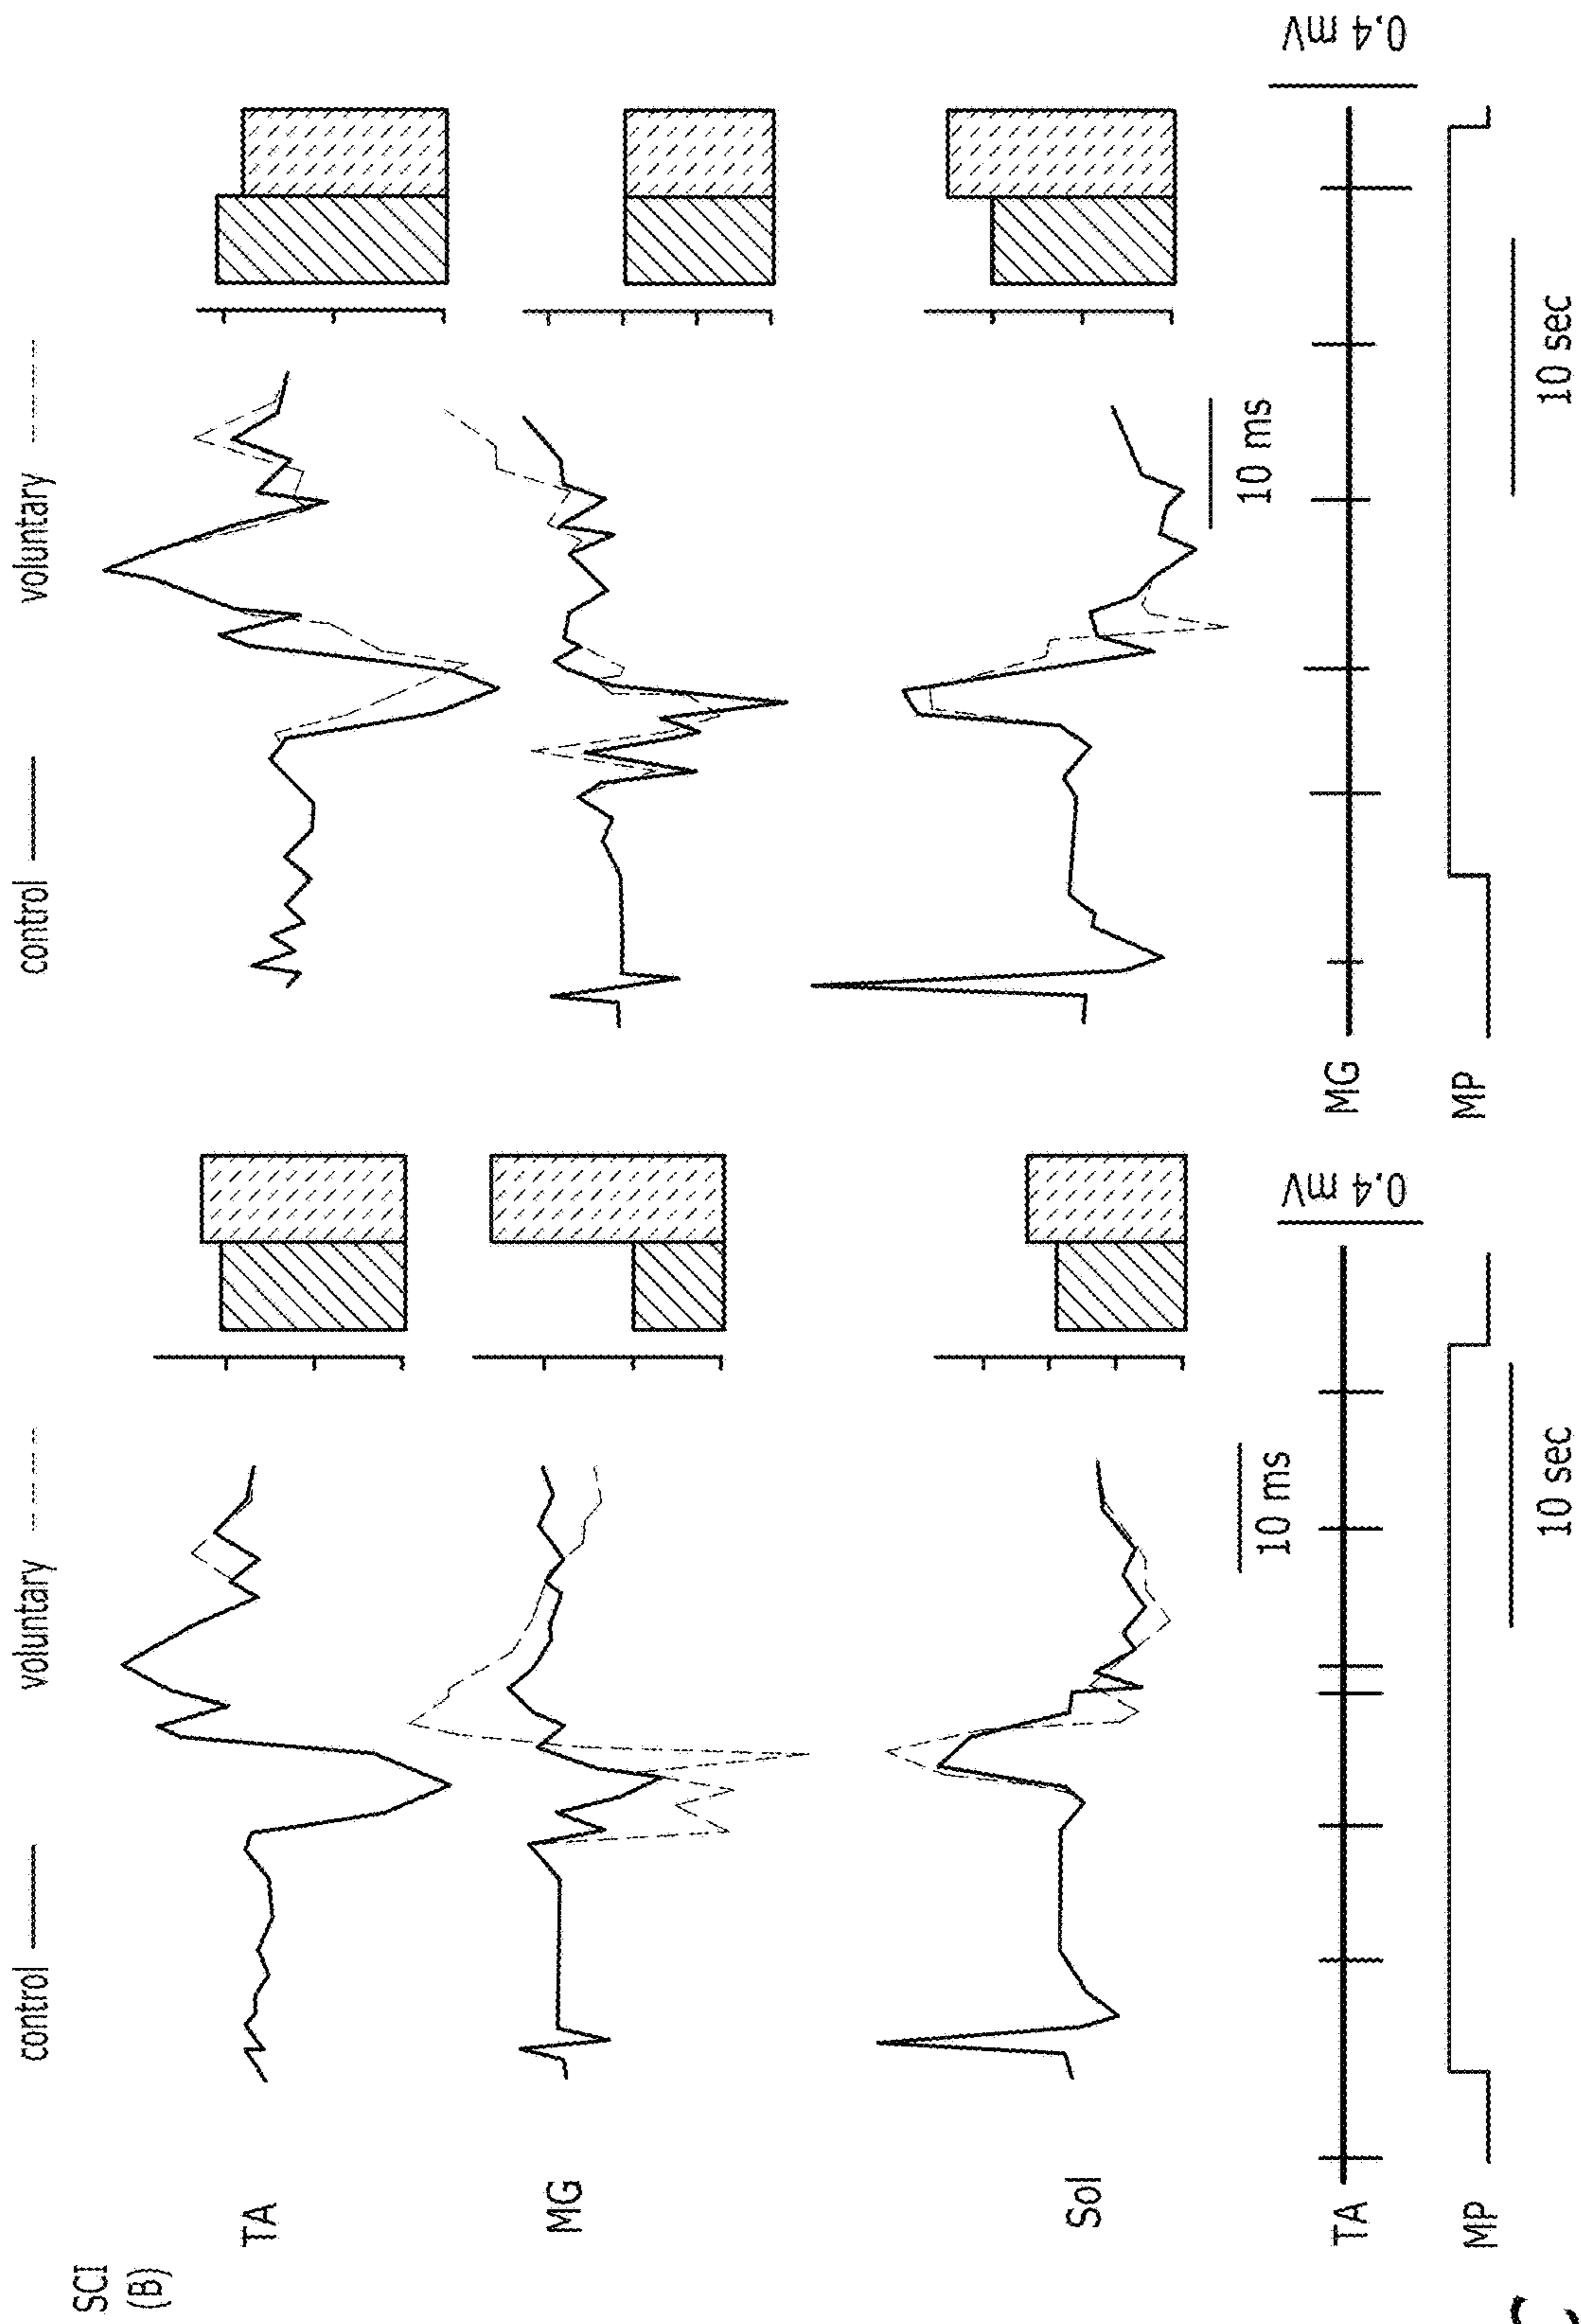 SCI
(B)
control voluntary
control voluntary
TA
MG
Sol
10 ms
10 ms
TA
0.4 mV
MG
0.4 mV
MP
MP
10 sec
10 sec